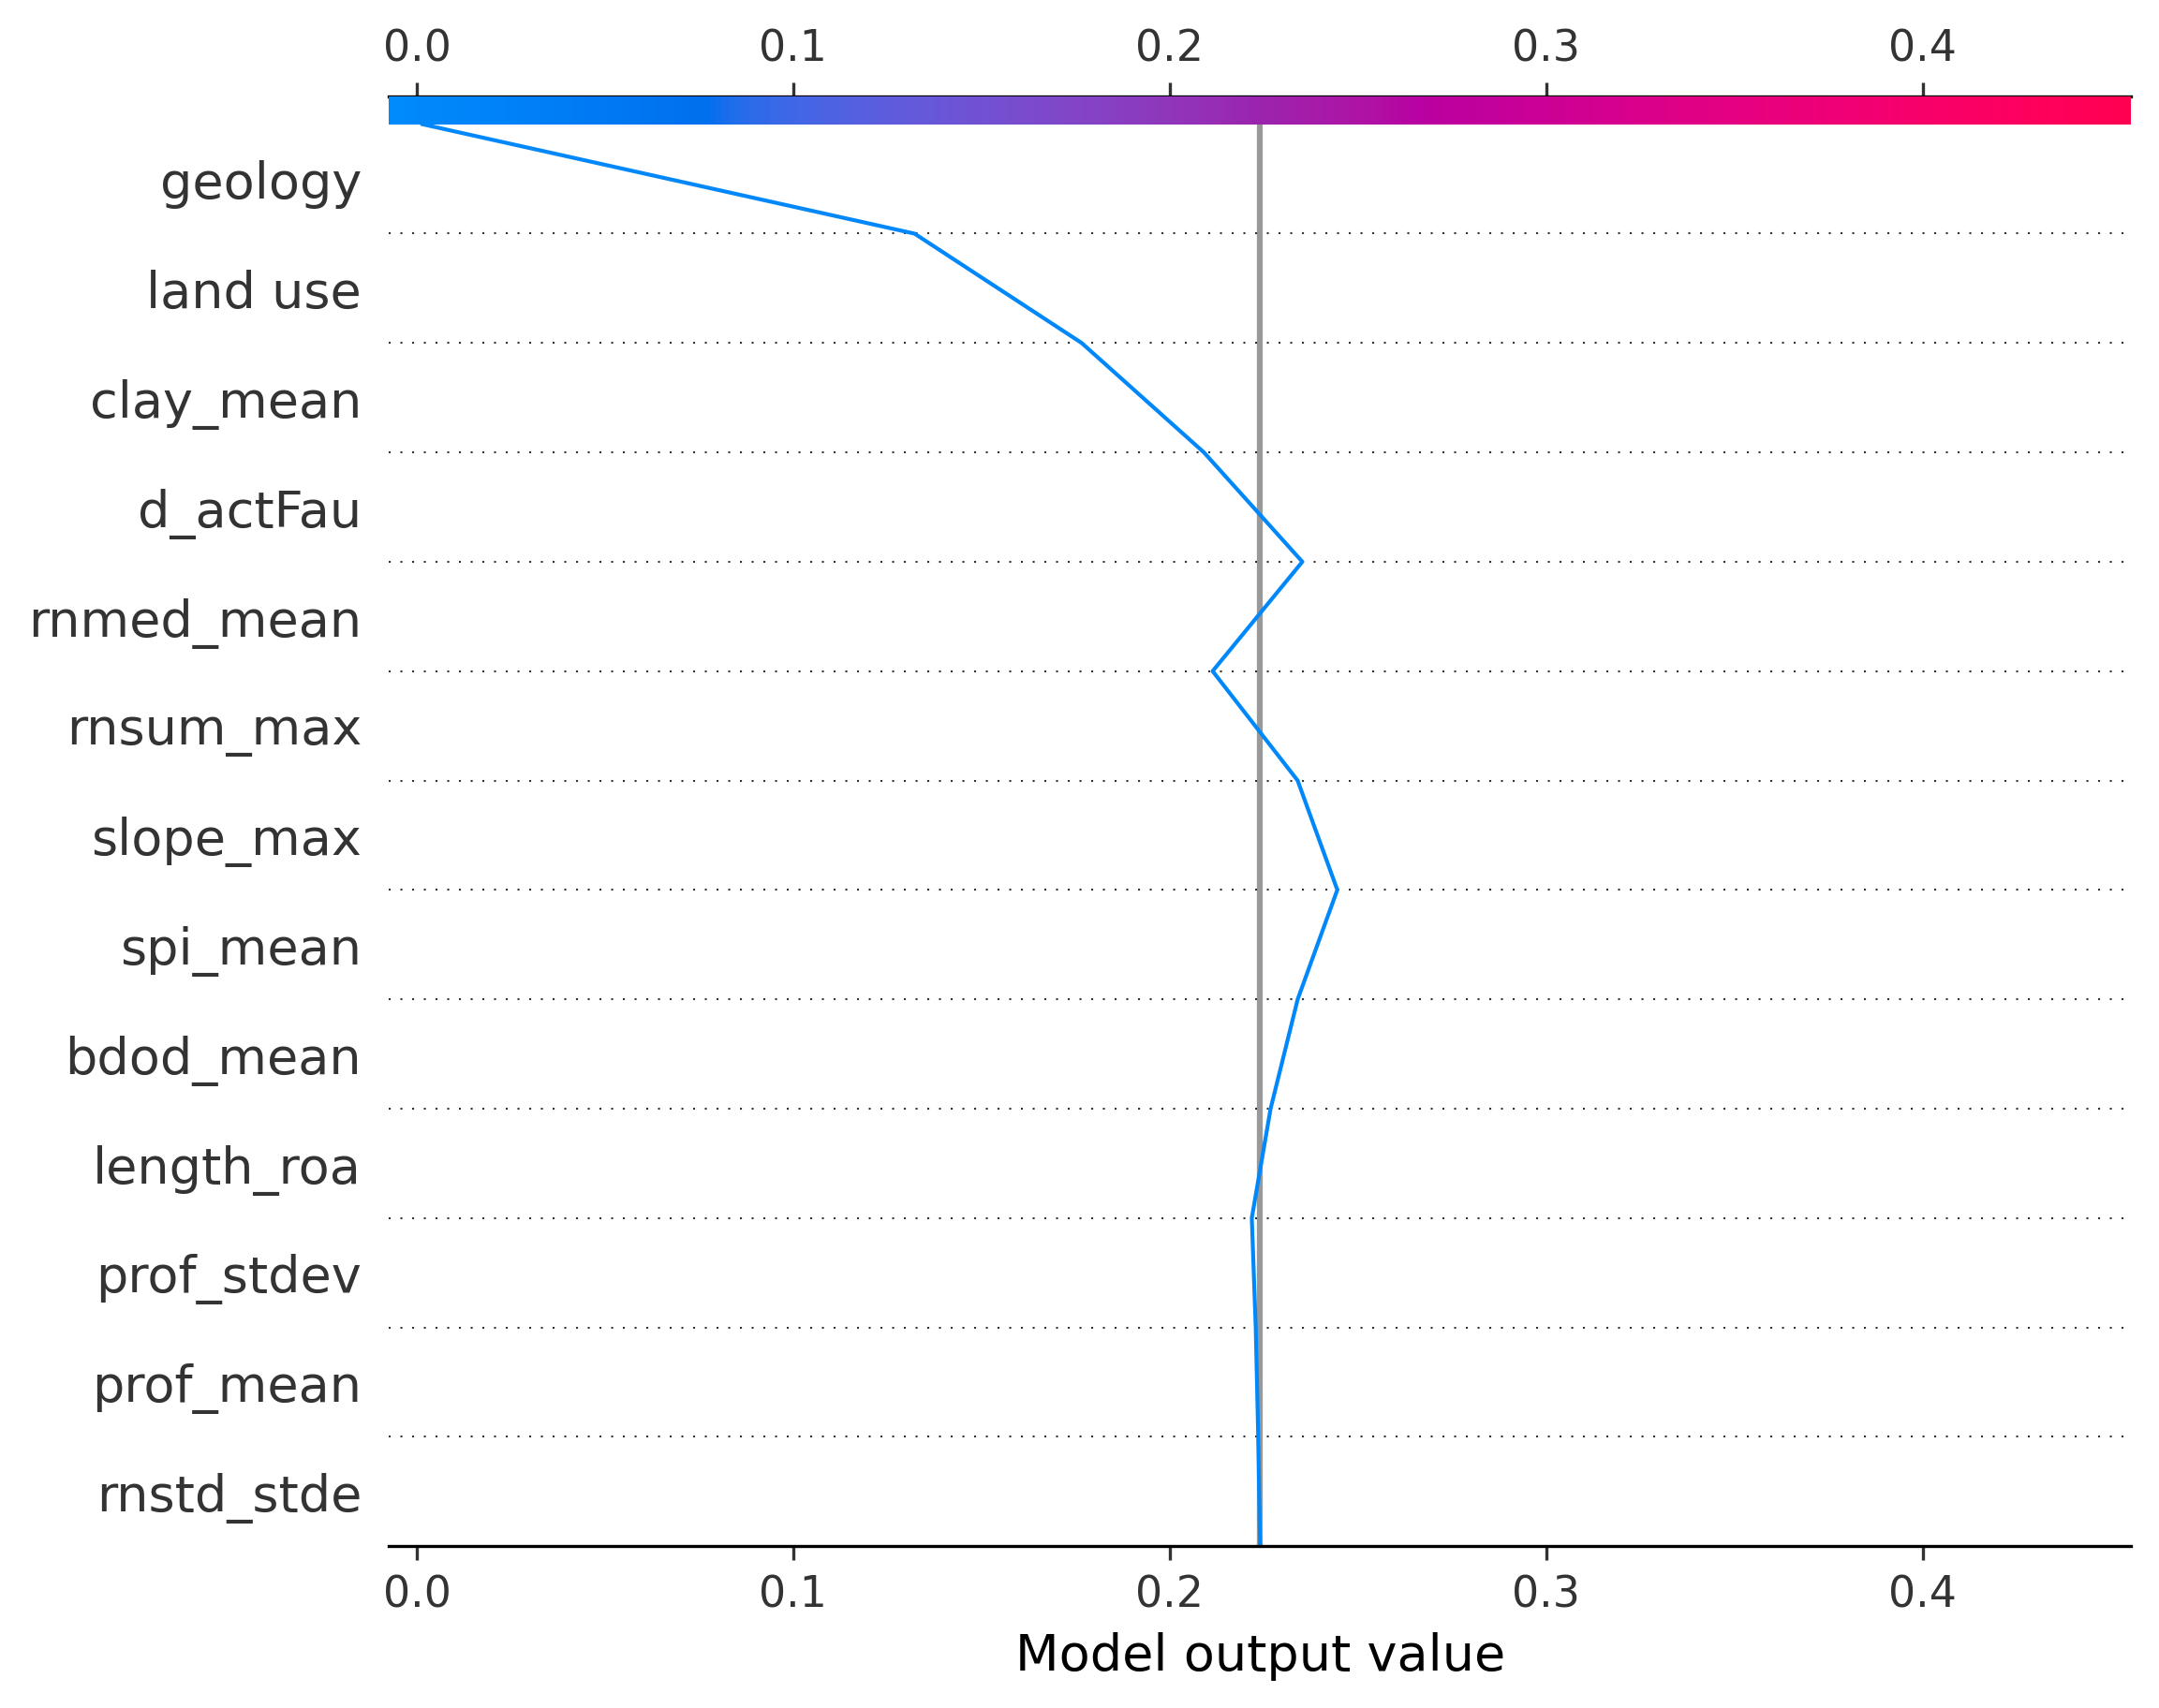 0.0 0.1 0.2 0.3 0.4
geology
land use
clay_mean
d_actFau
rnmed_mean
rnsum_max
slope_max
spi_mean
bdod_mean
length_roa
prof_stdev
prof_mean
rnstd_stde
0.0 0.1 0.2 0.3 0.4
Model output value